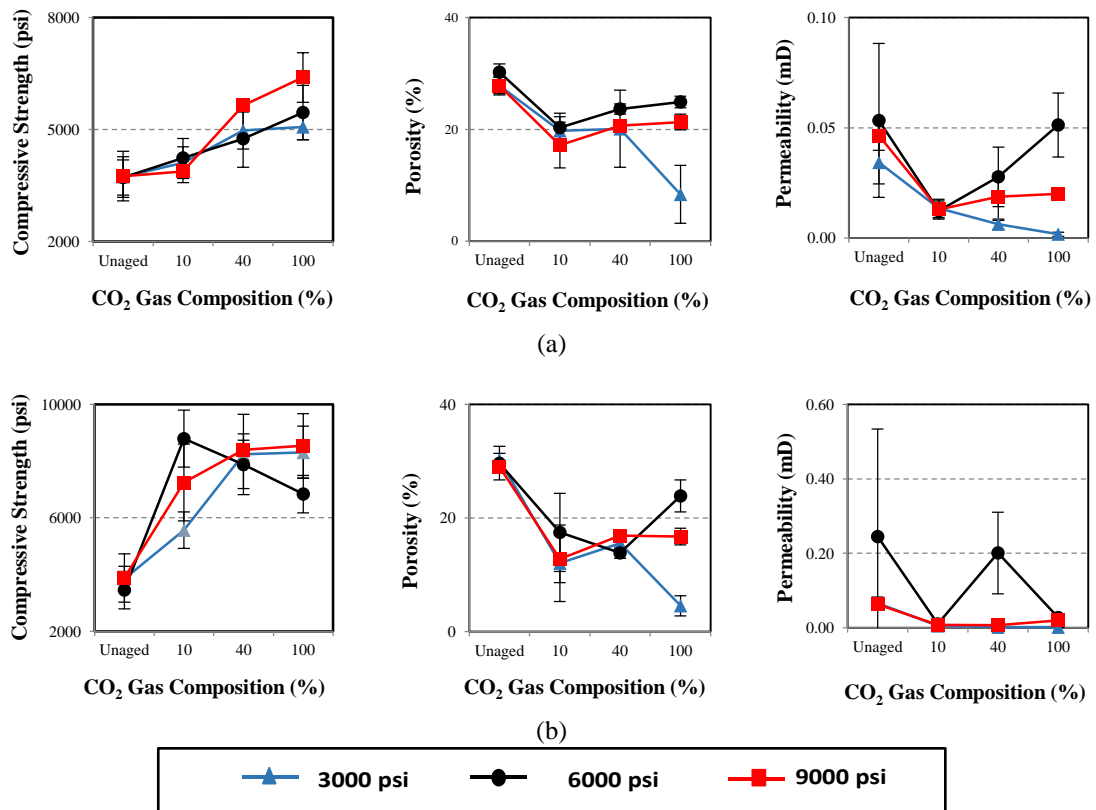 Compressive Strength (psi)
8000
5000
2000
Unaged 10 40 100
CO₂ Gas Composition (%)
Porosity (%)
40
20
0
Unaged 10 40 100
CO₂ Gas Composition (%)
Permeability (mD)
0.10
0.05
0.00
Unaged 10 40 100
CO₂ Gas Composition (%)
(a)
Compressive Strength (psi)
10000
6000
2000
Unaged 10 40 100
CO₂ Gas Composition (%)
Porosity (%)
40
20
0
Unaged 10 40 100
CO₂ Gas Composition (%)
Permeability (mD)
0.60
0.40
0.20
0.00
Unaged 10 40 100
CO₂ Gas Composition (%)
(b)
3000 psi 6000 psi 9000 psi